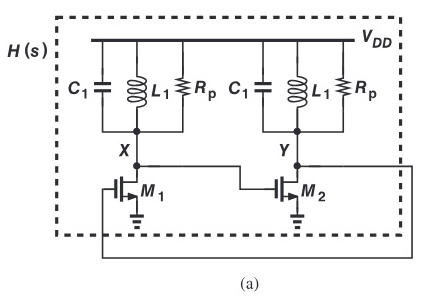 H(s)
V_DD
C_1 L_1 R_p C_1 L_1 R_p
X Y
M_1 M_2
(a)